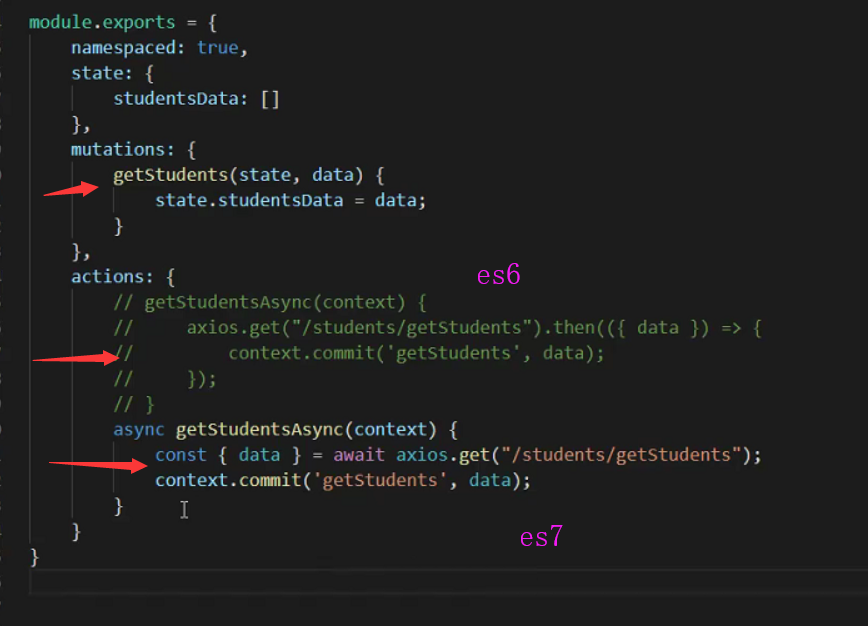 module.exports = {
    namespaced: true,
    state: {
        studentsData: []
    },
    mutations: {
        getStudents(state, data) {
            state.studentsData = data;
        }
    },
    actions: {
es6
        // getStudentsAsync(context) {
        //     axios.get("/students/getStudents").then(({ data }) => {
        //         context.commit('getStudents', data);
        //     });
        // }
        async getStudentsAsync(context) {
            const { data } = await axios.get("/students/getStudents");
            context.commit('getStudents', data);
        }
    }
es7
}